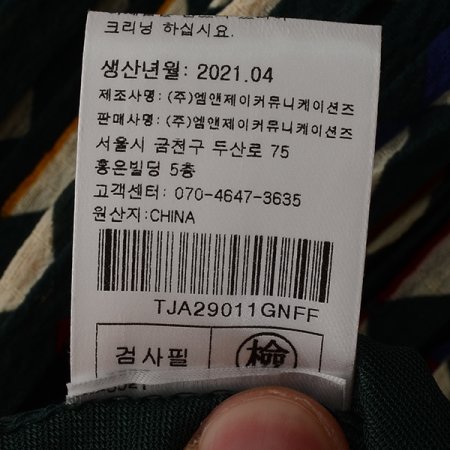 크리닝 하십시요.
생산년월: 2021.04
제조사명: (주)엠앤제이커뮤니케이션즈
판매사명: (주)엠앤제이커뮤니케이션즈
서울시 금천구 두산로 75
홍은빌딩 5층
고객센터: 070-4647-3635
원산지:CHINA
TJA29011GNFF
검사필 檢